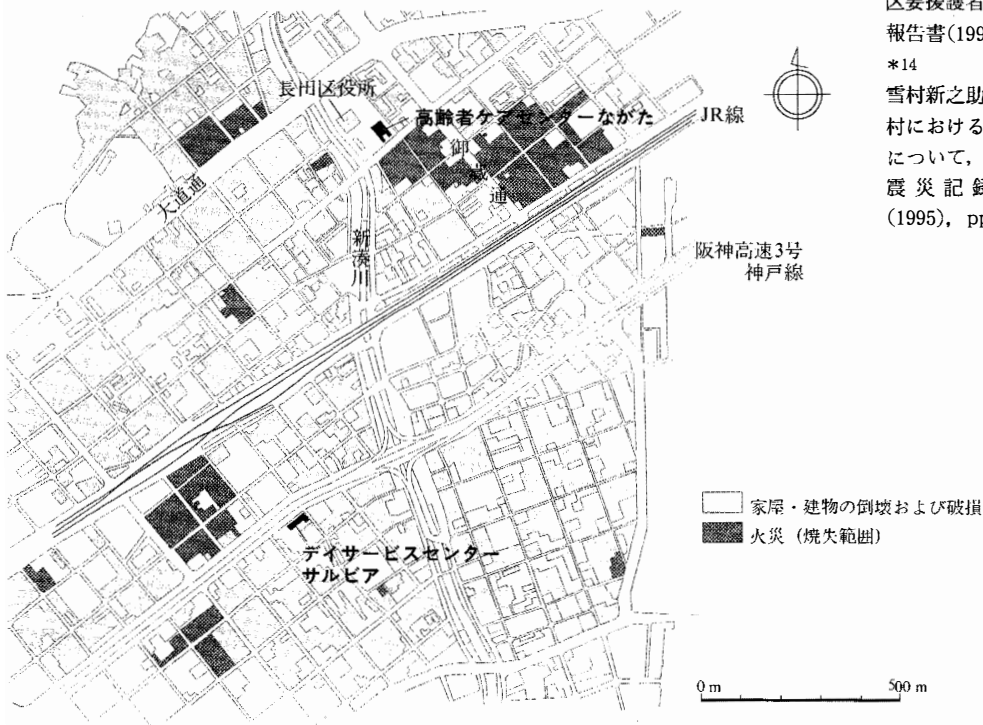 区要援護者
報告書(199
*14
雪村新之助
村における
について,
震災記録
(1995), pp
長田区役所
高齢者ケアセンターながた
JR線
御蔵通
大道通
新湊川
阪神高速3号
神戸線
家屋・建物の倒壊および破損
火災 (焼失範囲)
デイサービスセンター
サルビア
0 m 500 m